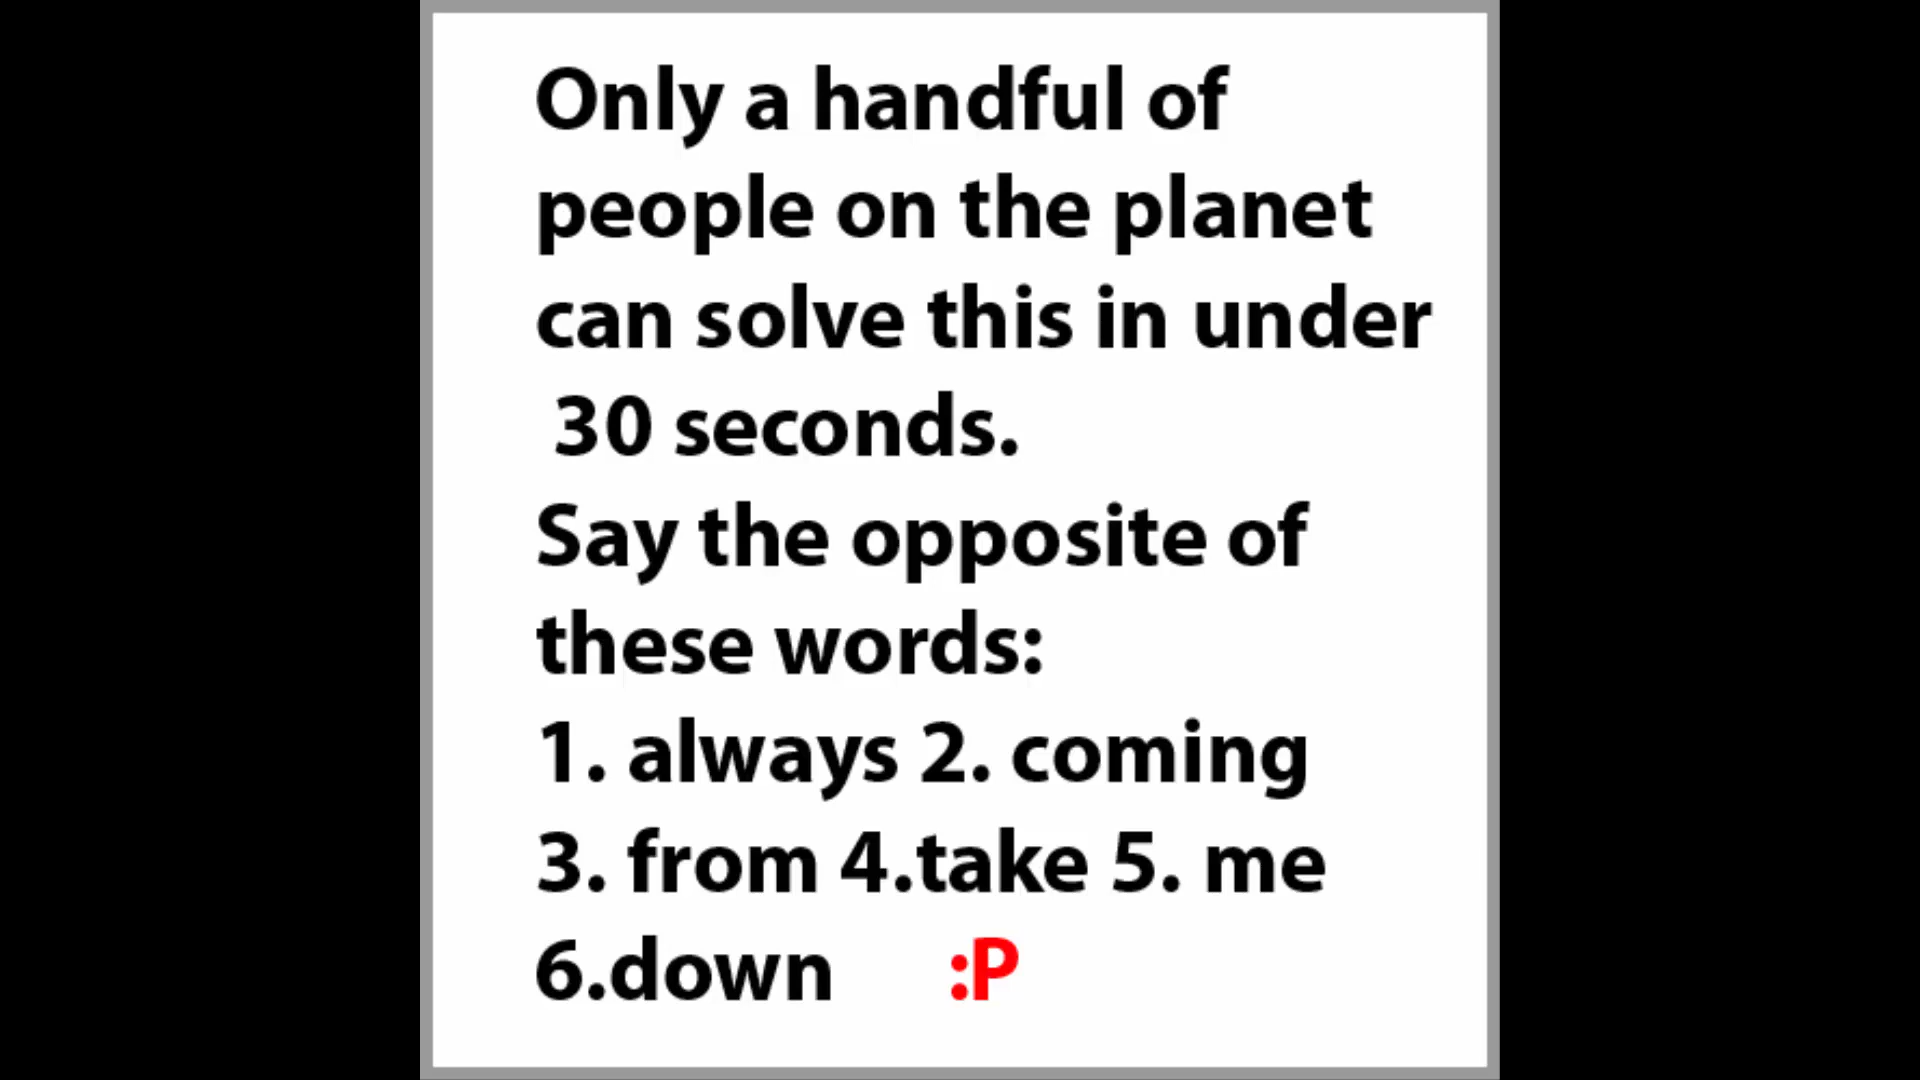 Only a handful of
people on the planet
can solve this in under
30 seconds.
Say the opposite of
these words:
1. always 2. coming
3. from 4.take 5. me
6.down :P